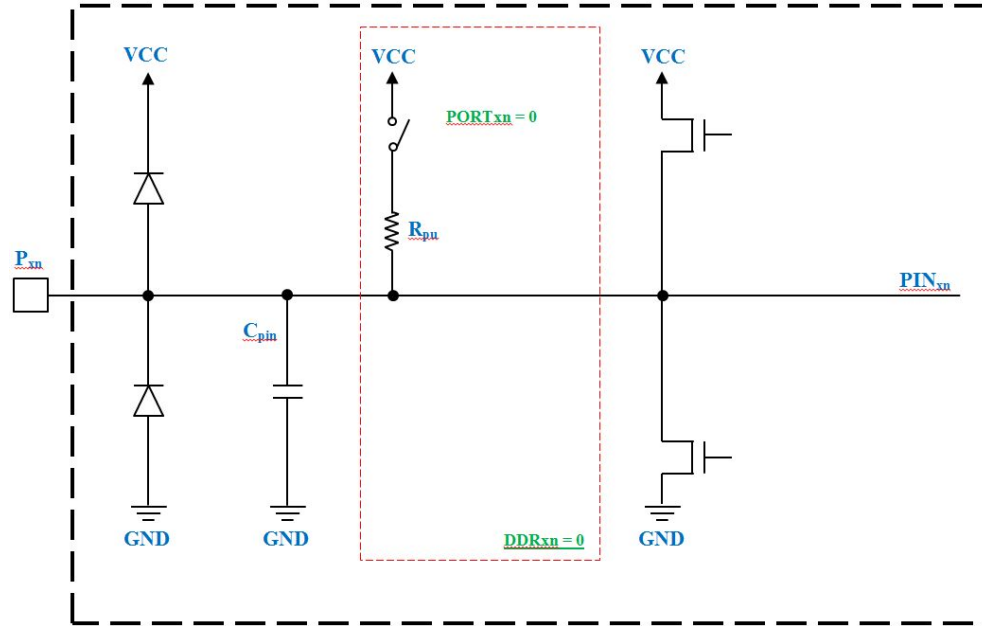 VCC
VCC
VCC
PORTxn = 0
Rpu
Pxn
PINxn
Cpin
DDRxn = 0
GND
GND
GND